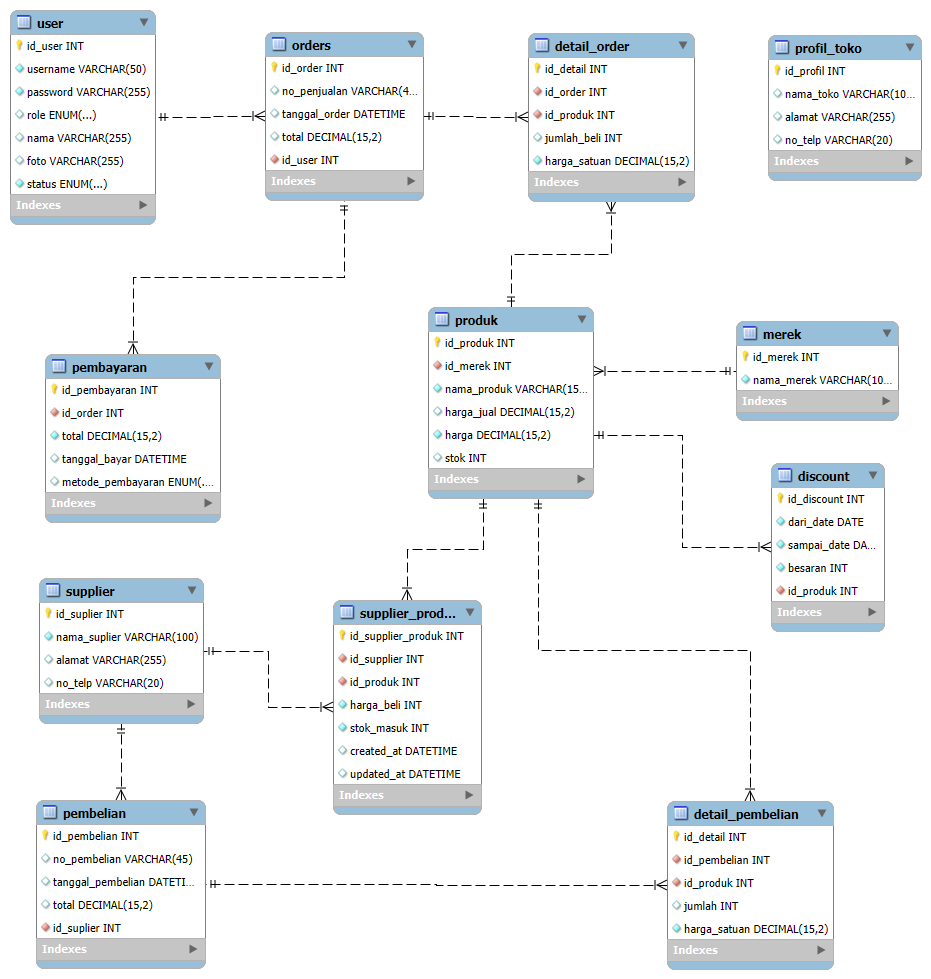 user
id_user INT
username VARCHAR(50)
password VARCHAR(255)
role ENUM(...)
nama VARCHAR(255)
foto VARCHAR(255)
status ENUM(...)
Indexes
orders
id_order INT
no_penjualan VARCHAR(4...
tanggal_order DATETIME
total DECIMAL(15,2)
id_user INT
Indexes
detail_order
id_detail INT
id_order INT
id_produk INT
jumlah_beli INT
harga_satuan DECIMAL(15,2)
Indexes
profil_toko
id_profil INT
nama_toko VARCHAR(10...
alamat VARCHAR(255)
no_telp VARCHAR(20)
Indexes
pembayaran
id_pembayaran INT
id_order INT
total DECIMAL(15,2)
tanggal_bayar DATETIME
metode_pembayaran ENUM(....
Indexes
produk
id_produk INT
id_merek INT
nama_produk VARCHAR(15...
harga_jual DECIMAL(15,2)
harga DECIMAL(15,2)
stok INT
Indexes
merek
id_merek INT
nama_merek VARCHAR(10...
Indexes
discount
id_discount INT
dari_date DATE
sampai_date DA...
besaran INT
id_produk INT
Indexes
supplier
id_suplier INT
nama_suplier VARCHAR(100)
alamat VARCHAR(255)
no_telp VARCHAR(20)
Indexes
supplier_prod...
id_supplier_produk INT
id_supplier INT
id_produk INT
harga_beli INT
stok_masuk INT
created_at DATETIME
updated_at DATETIME
Indexes
pembelian
id_pembelian INT
no_pembelian VARCHAR(45)
tanggal_pembelian DATETI...
total DECIMAL(15,2)
id_suplier INT
Indexes
detail_pembelian
id_detail INT
id_pembelian INT
id_produk INT
jumlah INT
harga_satuan DECIMAL(15,2)
Indexes